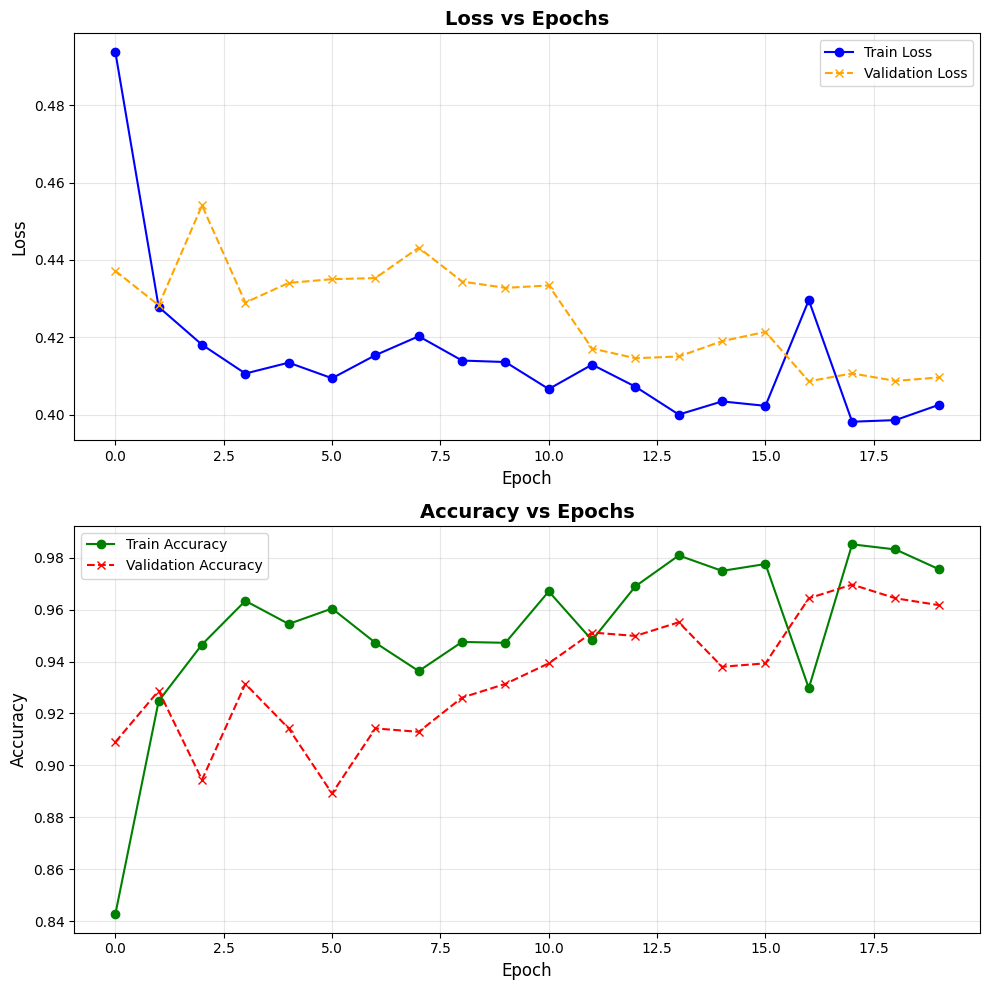 Loss vs Epochs
Train Loss
Validation Loss
Loss
0.48
0.46
0.44
0.42
0.40
0.0 2.5 5.0 7.5 10.0 12.5 15.0 17.5
Epoch
Accuracy vs Epochs
Train Accuracy
Validation Accuracy
Accuracy
0.98
0.96
0.94
0.92
0.90
0.88
0.86
0.84
0.0 2.5 5.0 7.5 10.0 12.5 15.0 17.5
Epoch